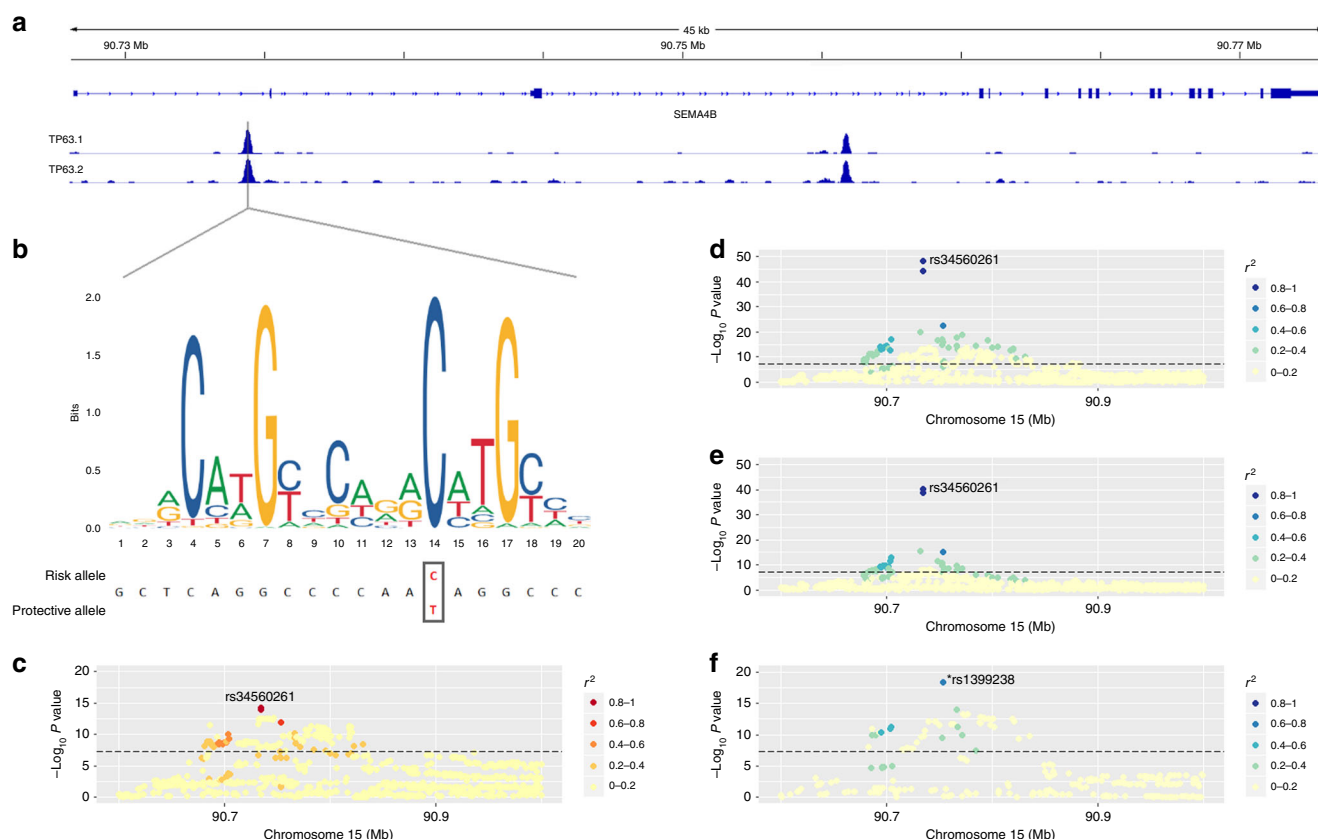 a
45 kb
90.73 Mb 90.75 Mb 90.77 Mb
SEMA4B
TP63.1
TP63.2
b
Bits
2.0
1.5
1.0
0.5
0.0
1 2 3 4 5 6 7 8 9 10 11 12 13 14 15 16 17 18 19 20
Risk allele
C
G C T C A G G C C C C A A A G G C C C
T
Protective allele
c
−Log10 P value
20
15
10
5
0
rs34560261
90.7 90.9
Chromosome 15 (Mb)
r2
0.8–1
0.6–0.8
0.4–0.6
0.2–0.4
0–0.2
d
−Log10 P value
50
40
30
20
10
0
rs34560261
90.7 90.9
Chromosome 15 (Mb)
r2
0.8–1
0.6–0.8
0.4–0.6
0.2–0.4
0–0.2
e
−Log10 P value
50
40
30
20
10
0
rs34560261
90.7 90.9
Chromosome 15 (Mb)
r2
0.8–1
0.6–0.8
0.4–0.6
0.2–0.4
0–0.2
f
−Log10 P value
20
15
10
5
0
*rs1399238
90.7 90.9
Chromosome 15 (Mb)
r2
0.8–1
0.6–0.8
0.4–0.6
0.2–0.4
0–0.2